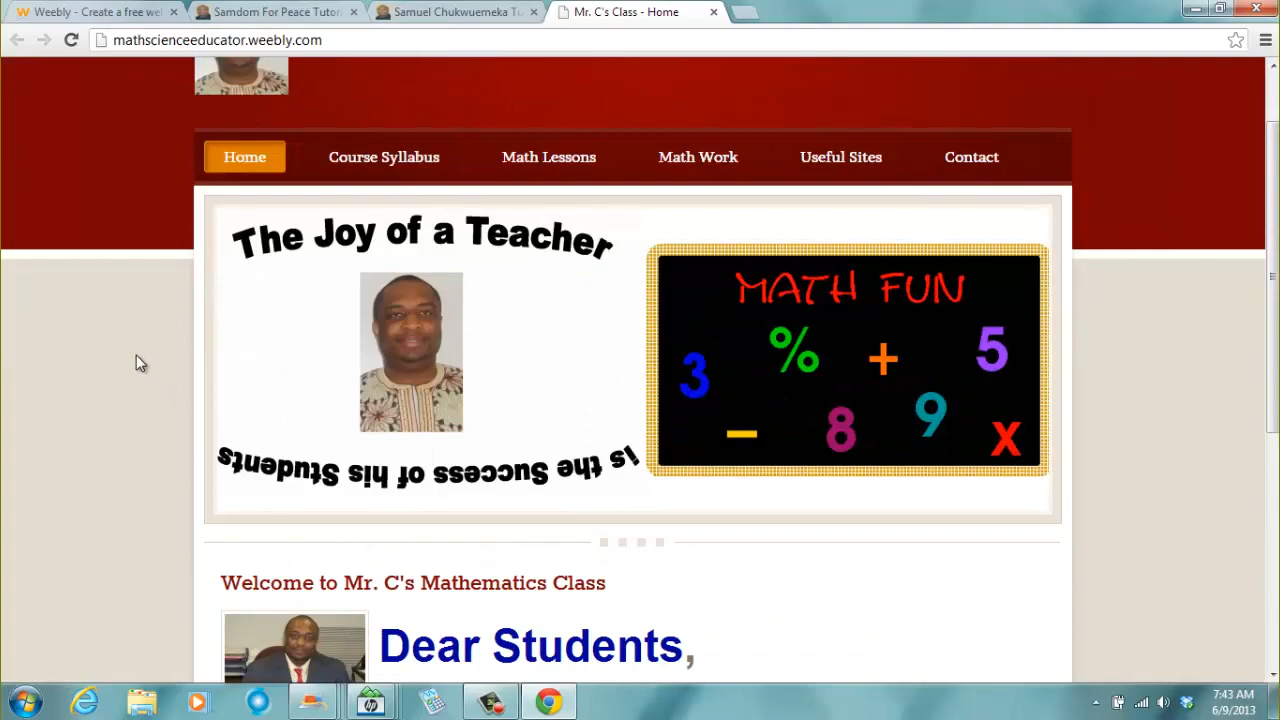 Weebly - Create a free wel
Samdom For Peace Tutor
Samuel Chukwuemeka Tu
Mr. C's Class - Home
mathscienceeducator.weebly.com
Home
Course Syllabus
Math Lessons
Math Work
Useful Sites
Contact
The Joy of a Teacher
is the Success of his Students
MATH FUN
% + 5
3
- 8 9 x
Welcome to Mr. C's Mathematics Class
Dear Students,
7:43 AM
6/9/2013